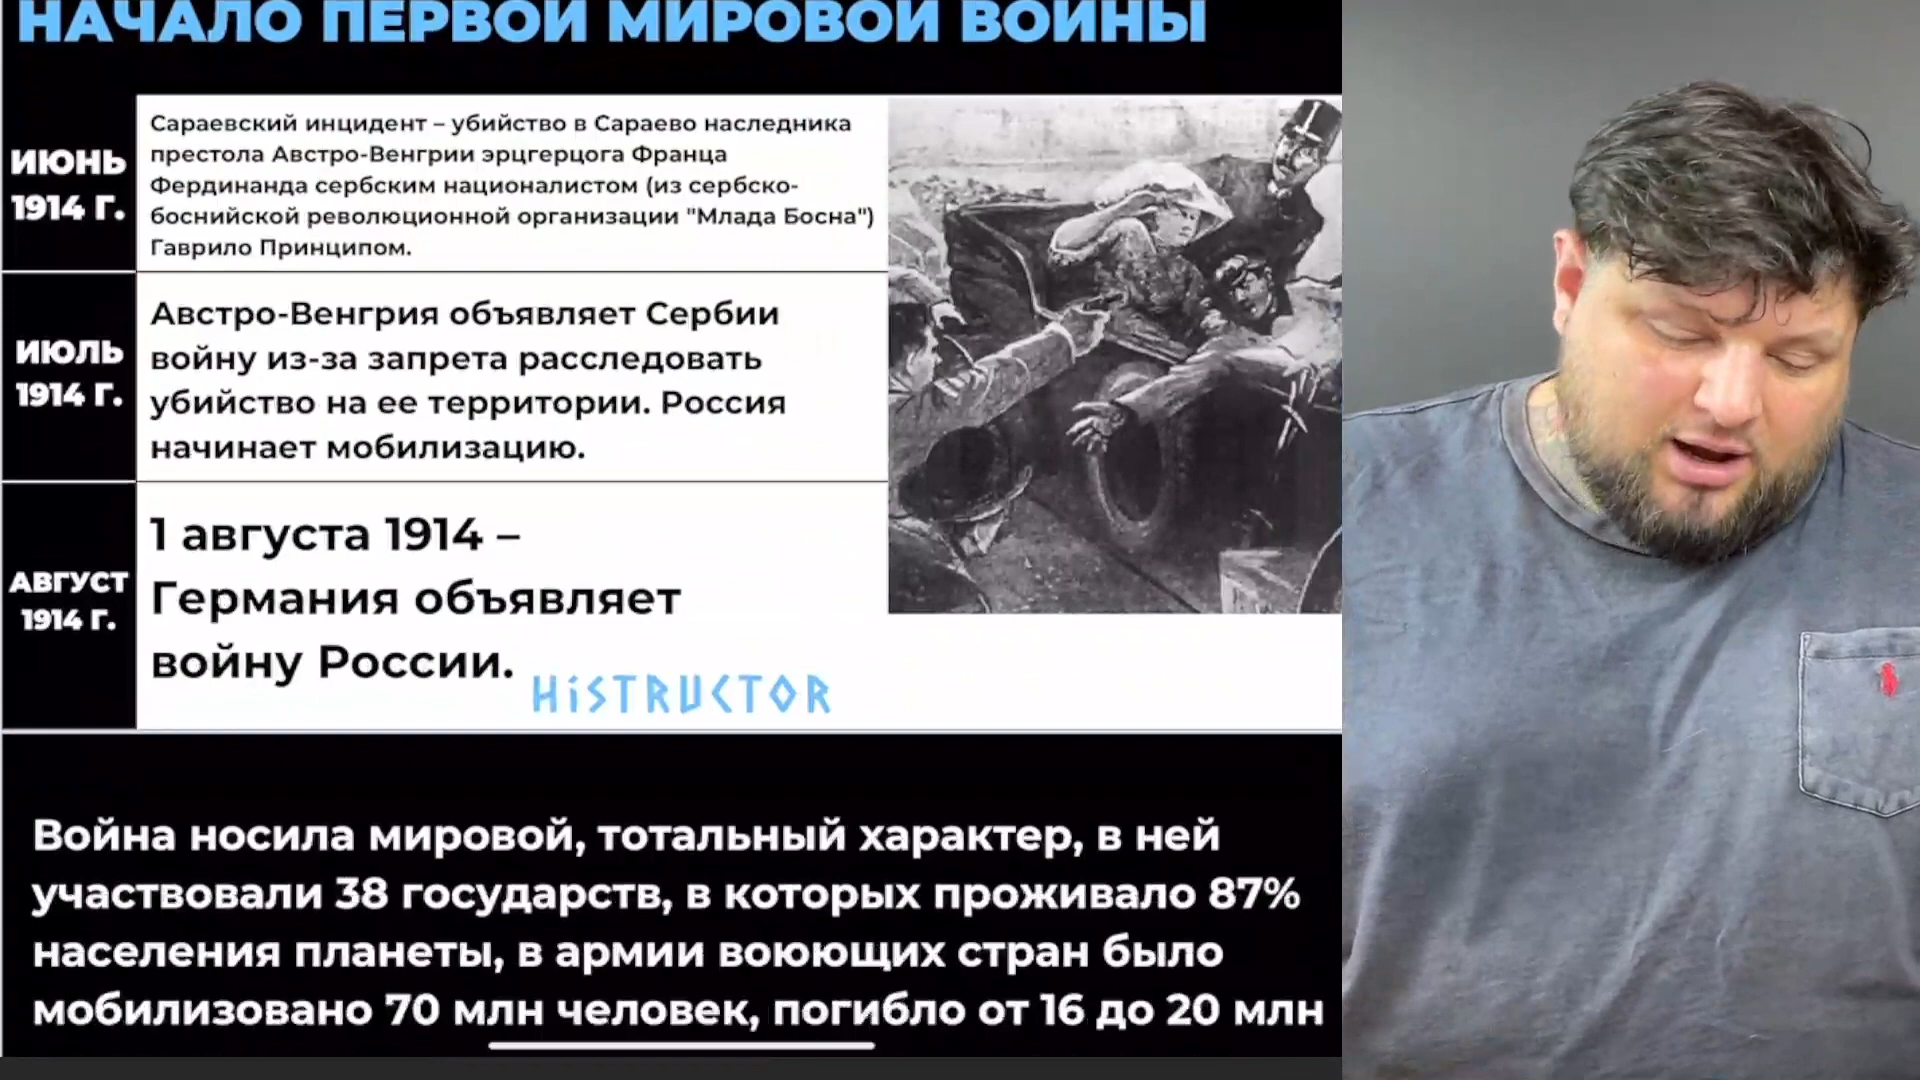 НАЧАЛО ПЕРВОЙ МИРОВОЙ ВОЙНЫ
ИЮНЬ
1914 Г.
Сараевский инцидент – убийство в Сараево наследника
престола Австро-Венгрии эрцгерцога Франца
Фердинанда сербским националистом (из сербско-
боснийской революционной организации "Млада Босна")
Гаврило Принципом.
ИЮЛЬ
1914 Г.
Австро-Венгрия объявляет Сербии
войну из-за запрета расследовать
убийство на ее территории. Россия
начинает мобилизацию.
АВГУСТ
1914 Г.
1 августа 1914 –
Германия объявляет
войну России.
HiSTRUCTOR
Война носила мировой, тотальный характер, в ней
участвовали 38 государств, в которых проживало 87%
населения планеты, в армии воюющих стран было
мобилизовано 70 млн человек, погибло от 16 до 20 млн